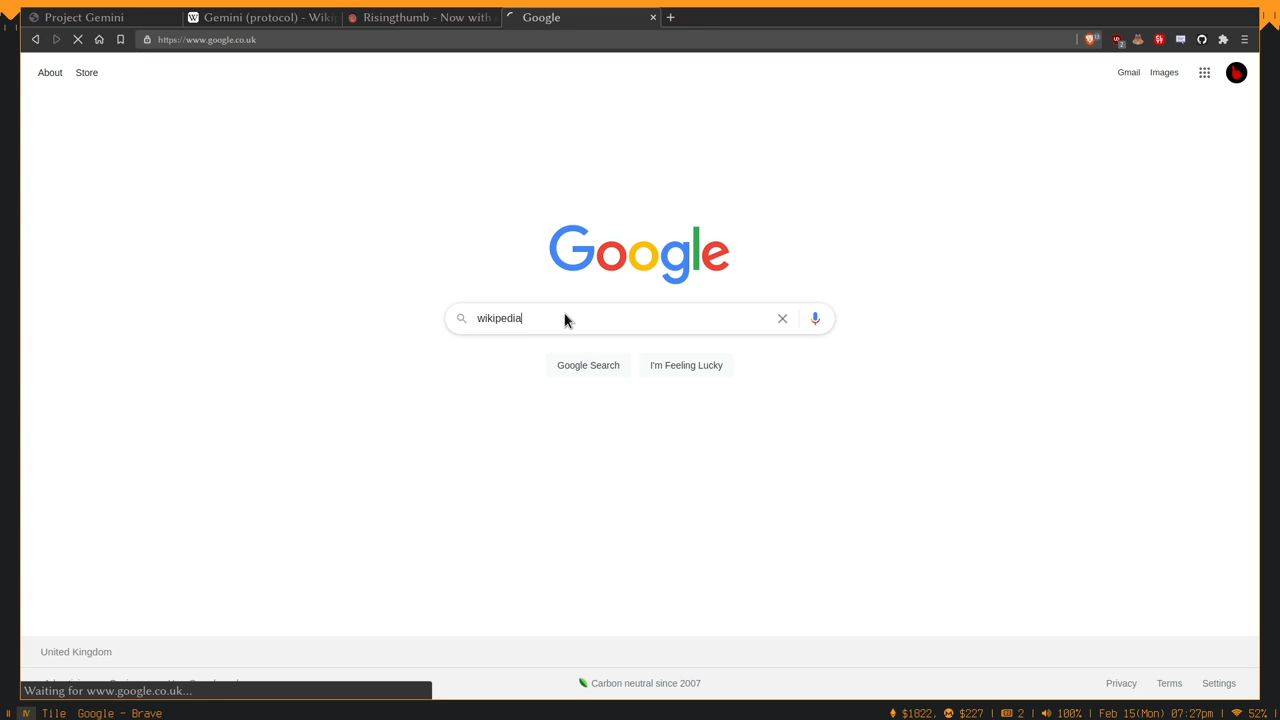 Project Gemini
Gemini (protocol) - Wiki
Risingthumb - Now with
Google
https://www.google.co.uk
About
Store
Gmail
Images
Google
wikipedia
Google Search
I'm Feeling Lucky
United Kingdom
Carbon neutral since 2007
Privacy
Terms
Settings
Waiting for www.google.co.uk...
IV Tile Google - Brave
$1822, $227 | 2 | 100% | Feb 15(Mon) 07:27pm | 52% |